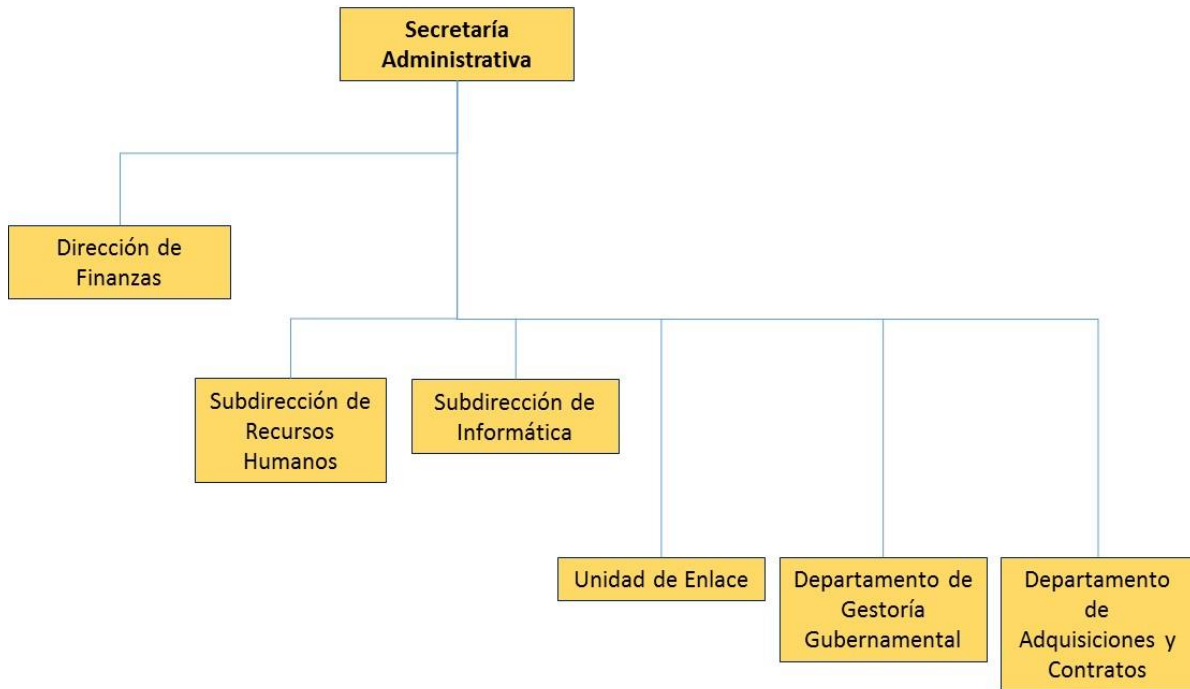 Secretaría
Administrativa
Dirección de
Finanzas
Subdirección de
Recursos
Humanos
Subdirección de
Informática
Unidad de Enlace
Departamento de
Gestoría
Gubernamental
Departamento
de
Adquisiciones y
Contratos